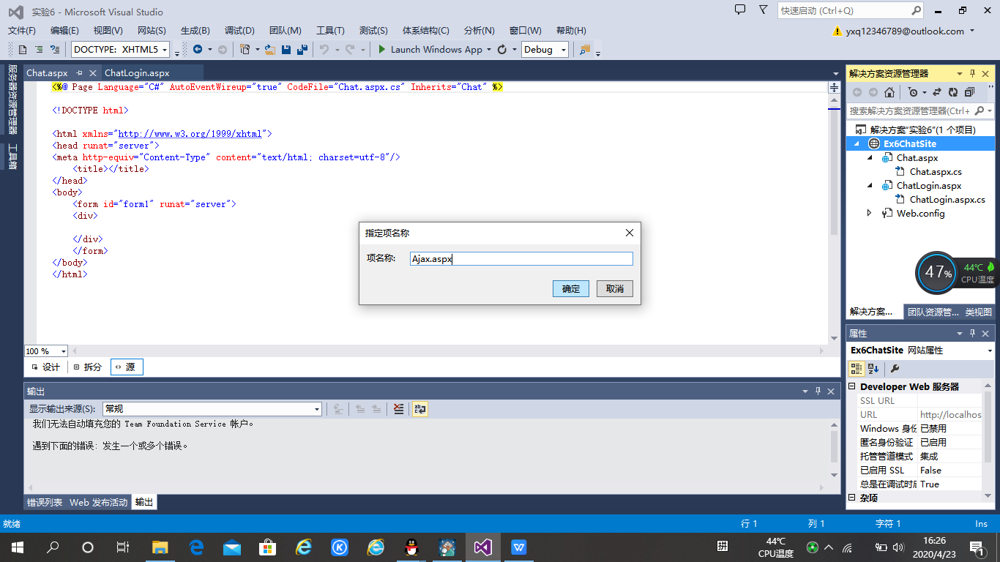 实验6 - Microsoft Visual Studio
快速启动 (Ctrl+Q)
文件(F) 编辑(E) 视图(V) 网站(S) 生成(B) 调试(D) 团队(M) 工具(T) 测试(S) 体系结构(C) 分析(N) 窗口(W) 帮助(H)
yxq12346789@outlook.com
DOCTYPE: XHTML5
Launch Windows App
Debug
服务器资源管理器
工具箱
Chat.aspx
ChatLogin.aspx
<%@ Page Language="C#" AutoEventWireup="true" CodeFile="Chat.aspx.cs" Inherits="Chat" %>
<!DOCTYPE html>
<html xmlns="http://www.w3.org/1999/xhtml">
<head runat="server">
<meta http-equiv="Content-Type" content="text/html; charset=utf-8"/>
<title></title>
</head>
<body>
<form id="form1" runat="server">
<div>
</div>
</form>
</body>
</html>
指定项名称
项名称:
Ajax.aspx
确定
取消
100 %
设计
拆分
源
输出
显示输出来源(S):
常规
我们无法自动填充您的 Team Foundation Service 帐户。
遇到下面的错误: 发生一个或多个错误。
错误列表 Web 发布活动 输出
解决方案资源管理器
搜索解决方案资源管理器(Ctrl+
解决方案"实验6"(1 个项目)
Ex6ChatSite
Chat.aspx
Chat.aspx.cs
ChatLogin.aspx
ChatLogin.aspx.cs
Web.config
47%
44℃
CPU温度
解决方案... 团队资源管... 类视图
属性
Ex6ChatSite 网站属性
Developer Web 服务器
SSL URL
URL http://localhos
Windows 身份 已禁用
匿名身份验证 已启用
托管管道模式 集成
已启用 SSL False
总是在调试时启 True
杂项
就绪
行 1
列 1
字符 1
Ins
拼
44℃
CPU温度
16:26
2020/4/23
1